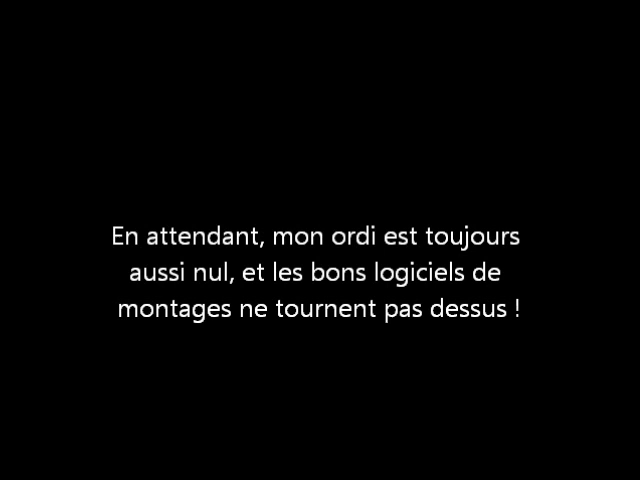 En attendant, mon ordi est toujours
aussi nul, et les bons logiciels de
montages ne tournent pas dessus !